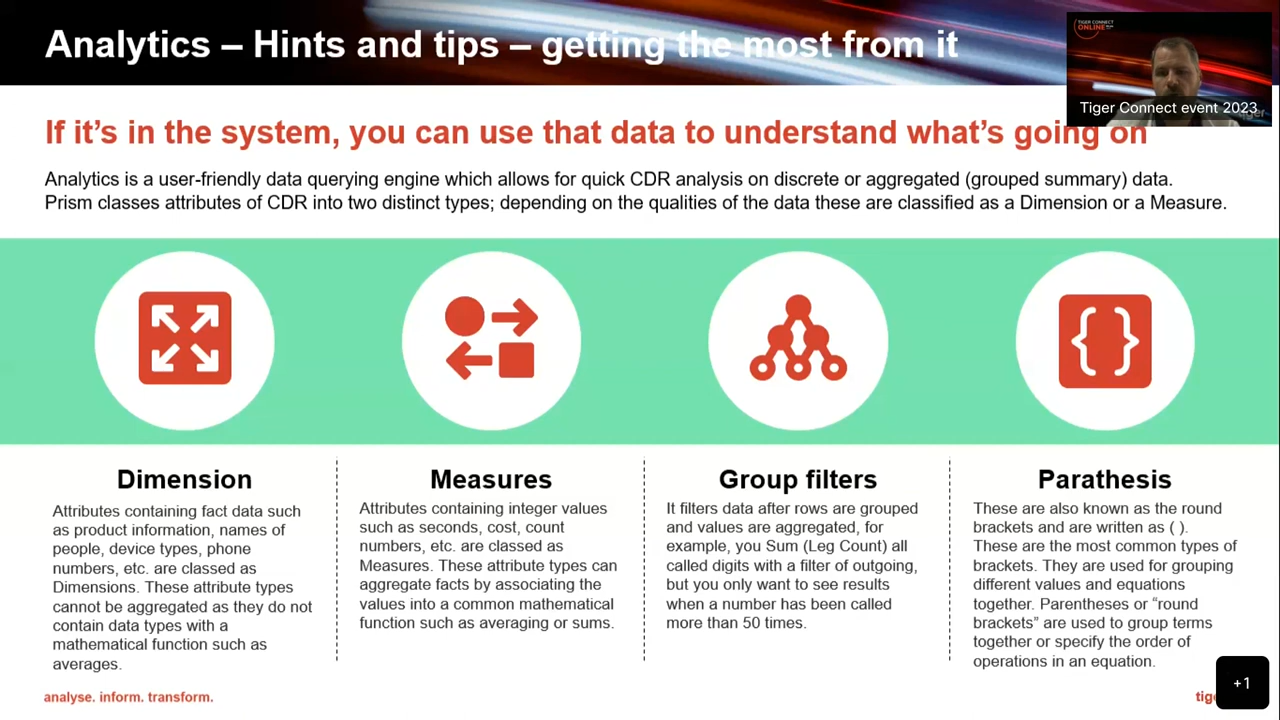 Analytics – Hints and tips – getting the most from it
TIGER CONNECT
ONLINE
Tiger Connect event 2023
If it's in the system, you can use that data to understand what's going on
Analytics is a user-friendly data querying engine which allows for quick CDR analysis on discrete or aggregated (grouped summary) data.
Prism classes attributes of CDR into two distinct types; depending on the qualities of the data these are classified as a Dimension or a Measure.
Dimension
Attributes containing fact data such
as product information, names of
people, device types, phone
numbers, etc. are classed as
Dimensions. These attribute types
cannot be aggregated as they do not
contain data types with a
mathematical function such as
averages.
Measures
Attributes containing integer values
such as seconds, cost, count
numbers, etc. are classed as
Measures. These attribute types can
aggregate facts by associating the
values into a common mathematical
function such as averaging or sums.
Group filters
It filters data after rows are grouped
and values are aggregated, for
example, you Sum (Leg Count) all
called digits with a filter of outgoing,
but you only want to see results
when a number has been called
more than 50 times.
Parathesis
These are also known as the round
brackets and are written as ( ).
These are the most common types of
brackets. They are used for grouping
different values and equations
together. Parentheses or “round
brackets” are used to group terms
together or specify the order of
operations in an equation.
analyse. inform. transform.
+1